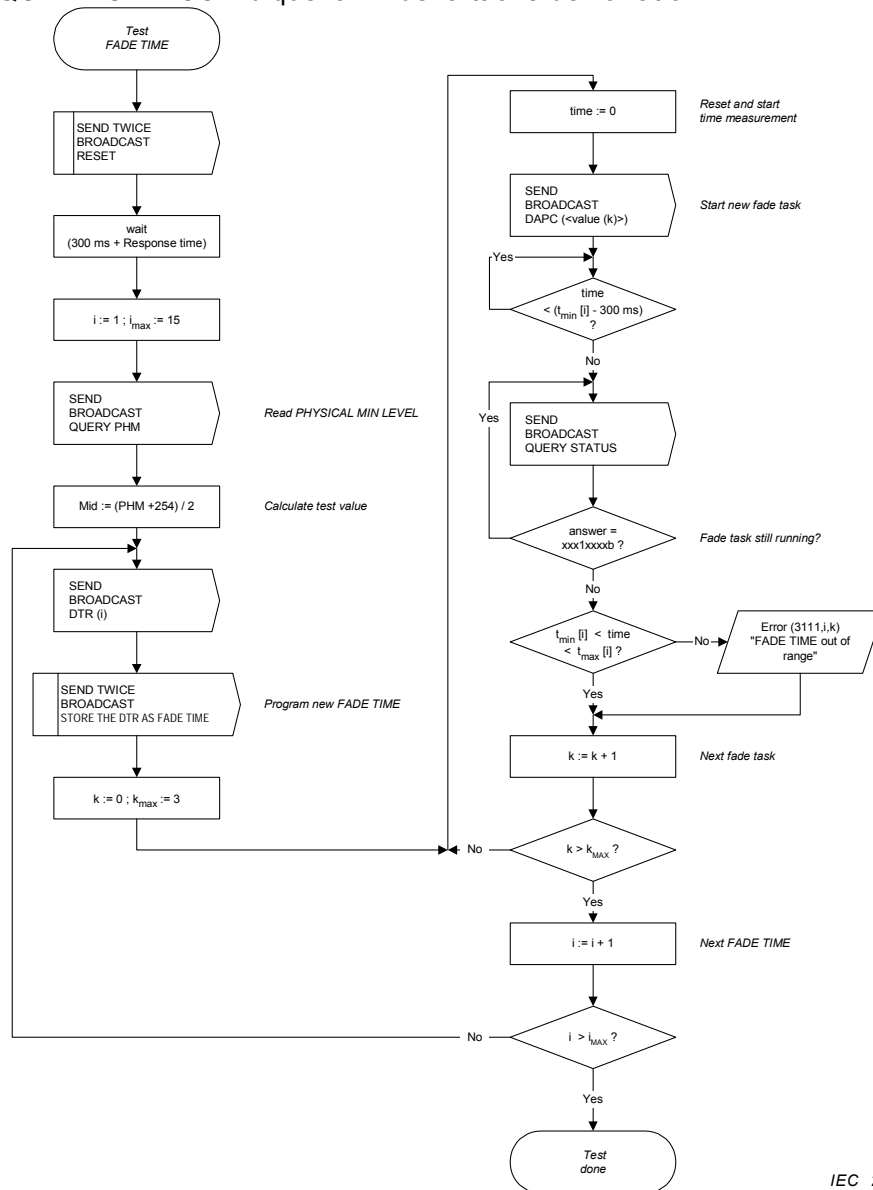 Test
FADE TIME
SEND TWICE
BROADCAST
RESET
wait
(300 ms + Response time)
i := 1 ; imax := 15
SEND
BROADCAST
QUERY PHM
Read PHYSICAL MIN LEVEL
Mid := (PHM +254) / 2
Calculate test value
SEND
BROADCAST
DTR (i)
SEND TWICE
BROADCAST
STORE THE DTR AS FADE TIME
Program new FADE TIME
k := 0 ; kmax := 3
time := 0
Reset and start
time measurement
SEND
BROADCAST
DAPC (<value (k)>)
Start new fade task
Yes
time
< (tmin [i] - 300 ms)
?
No
Yes
SEND
BROADCAST
QUERY STATUS
answer =
xxx1xxxxb ?
Fade task still running?
No
tmin [i] < time
< tmax [i] ?
No
Error (3111,i,k)
"FADE TIME out of
range"
Yes
k := k + 1
Next fade task
No
k > kMAX ?
Yes
i := i + 1
Next FADE TIME
No
i > iMAX ?
Yes
Test
done
IEC